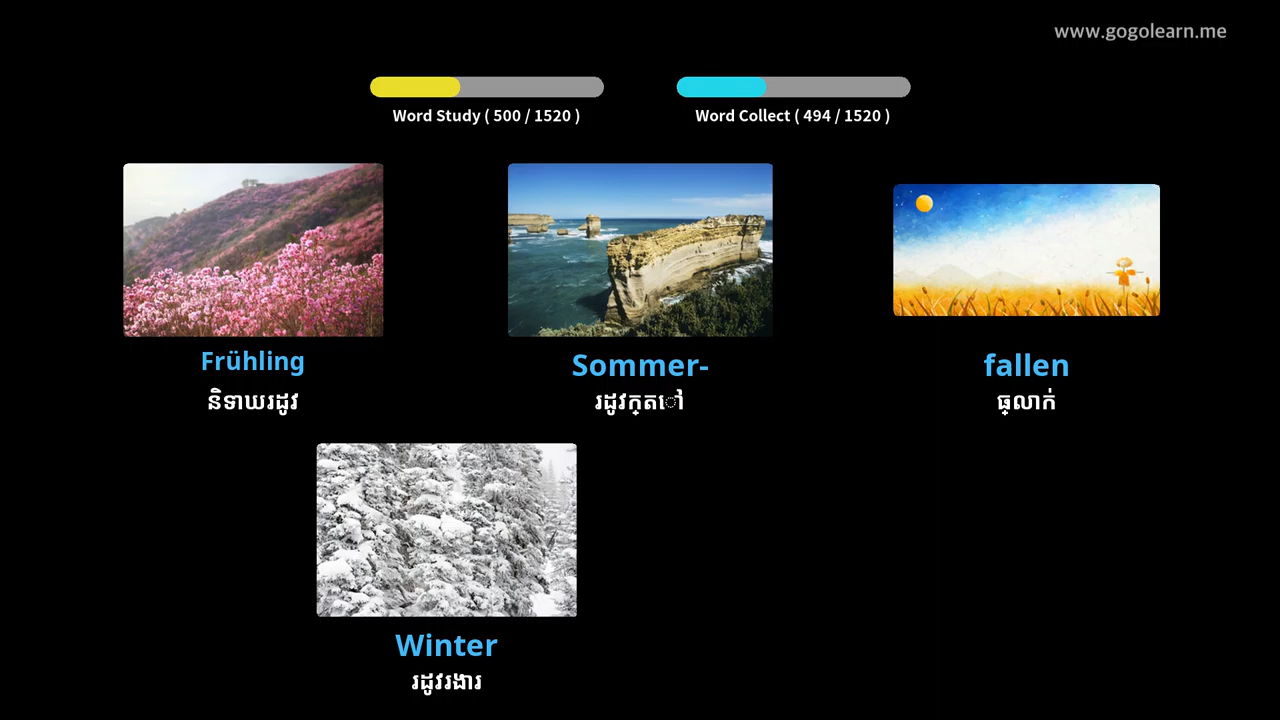 www.gogolearn.me
Word Study ( 500 / 1520 )
Word Collect ( 494 / 1520 )
Frühling
និទាឃរដូវ
Sommer-
រដូវក្តៅ
fallen
ធ្លាក់
Winter
រដូវរងារ